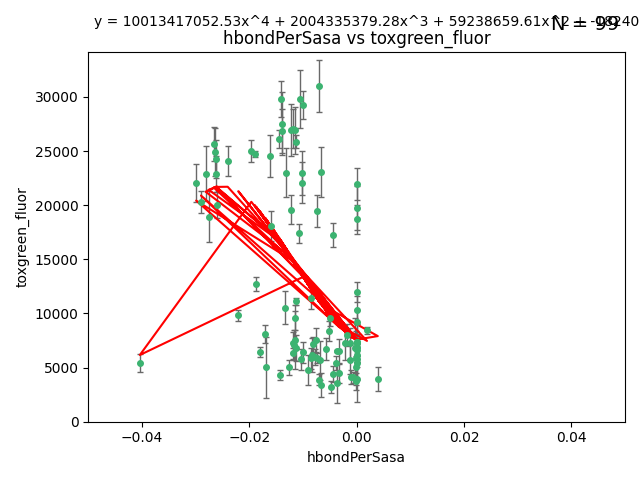 y = 10013417052.53x^4 + 2004335379.28x^3 + 59238659.61x^2 +
N = 99
hbondPerSasa vs toxgreen_fluor
30000
25000
20000
15000
10000
5000
0
toxgreen_fluor
−0.04
−0.02
0.00
0.02
0.04
hbondPerSasa